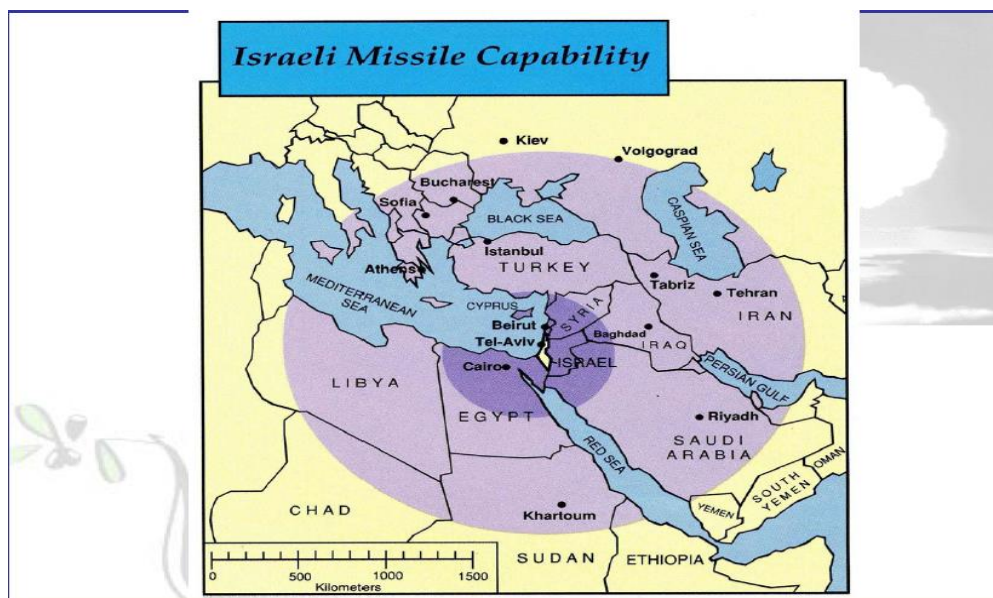 Israeli Missile Capability
Kiev
Volgograd
Bucharest
Sofia
BLACK SEA
CASPIAN SEA
Istanbul
TURKEY
Athens
Tabriz
Tehran
MEDITERRANEAN
SEA
CYPRUS
SYRIA
IRAN
Beirut
Baghdad
IRAQ
Tel-Aviv
ISRAEL
Cairo
PERSIAN GULF
LIBYA
EGYPT
Riyadh
RED SEA
SAUDI
ARABIA
OMAN
SOUTH
YEMEN
YEMEN
CHAD
Khartoum
SUDAN
ETHIOPIA
0 500 1000 1500
Kilometers